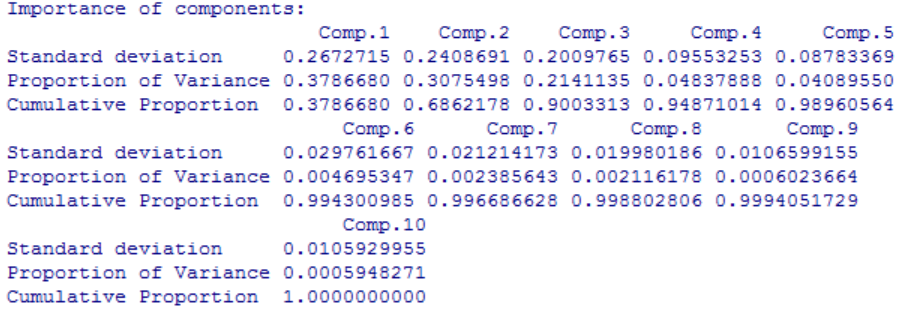 Importance of components:
Comp.1 Comp.2 Comp.3 Comp.4 Comp.5
Standard deviation 0.2672715 0.2408691 0.2009765 0.09553253 0.08783369
Proportion of Variance 0.3786680 0.3075498 0.2141135 0.04837888 0.04089550
Cumulative Proportion 0.3786680 0.6862178 0.9003313 0.94871014 0.98960564
Comp.6 Comp.7 Comp.8 Comp.9
Standard deviation 0.029761667 0.021214173 0.019980186 0.0106599155
Proportion of Variance 0.004695347 0.002385643 0.002116178 0.0006023664
Cumulative Proportion 0.994300985 0.996686628 0.998802806 0.9994051729
Comp.10
Standard deviation 0.0105929955
Proportion of Variance 0.0005948271
Cumulative Proportion 1.0000000000